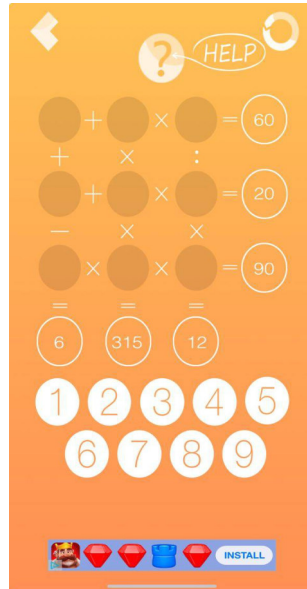 ? HELP
+ × = 60
+ × :
+ × = 20
− × ×
× × = 90
= = =
6 315 12
1 2 3 4 5
6 7 8 9
INSTALL